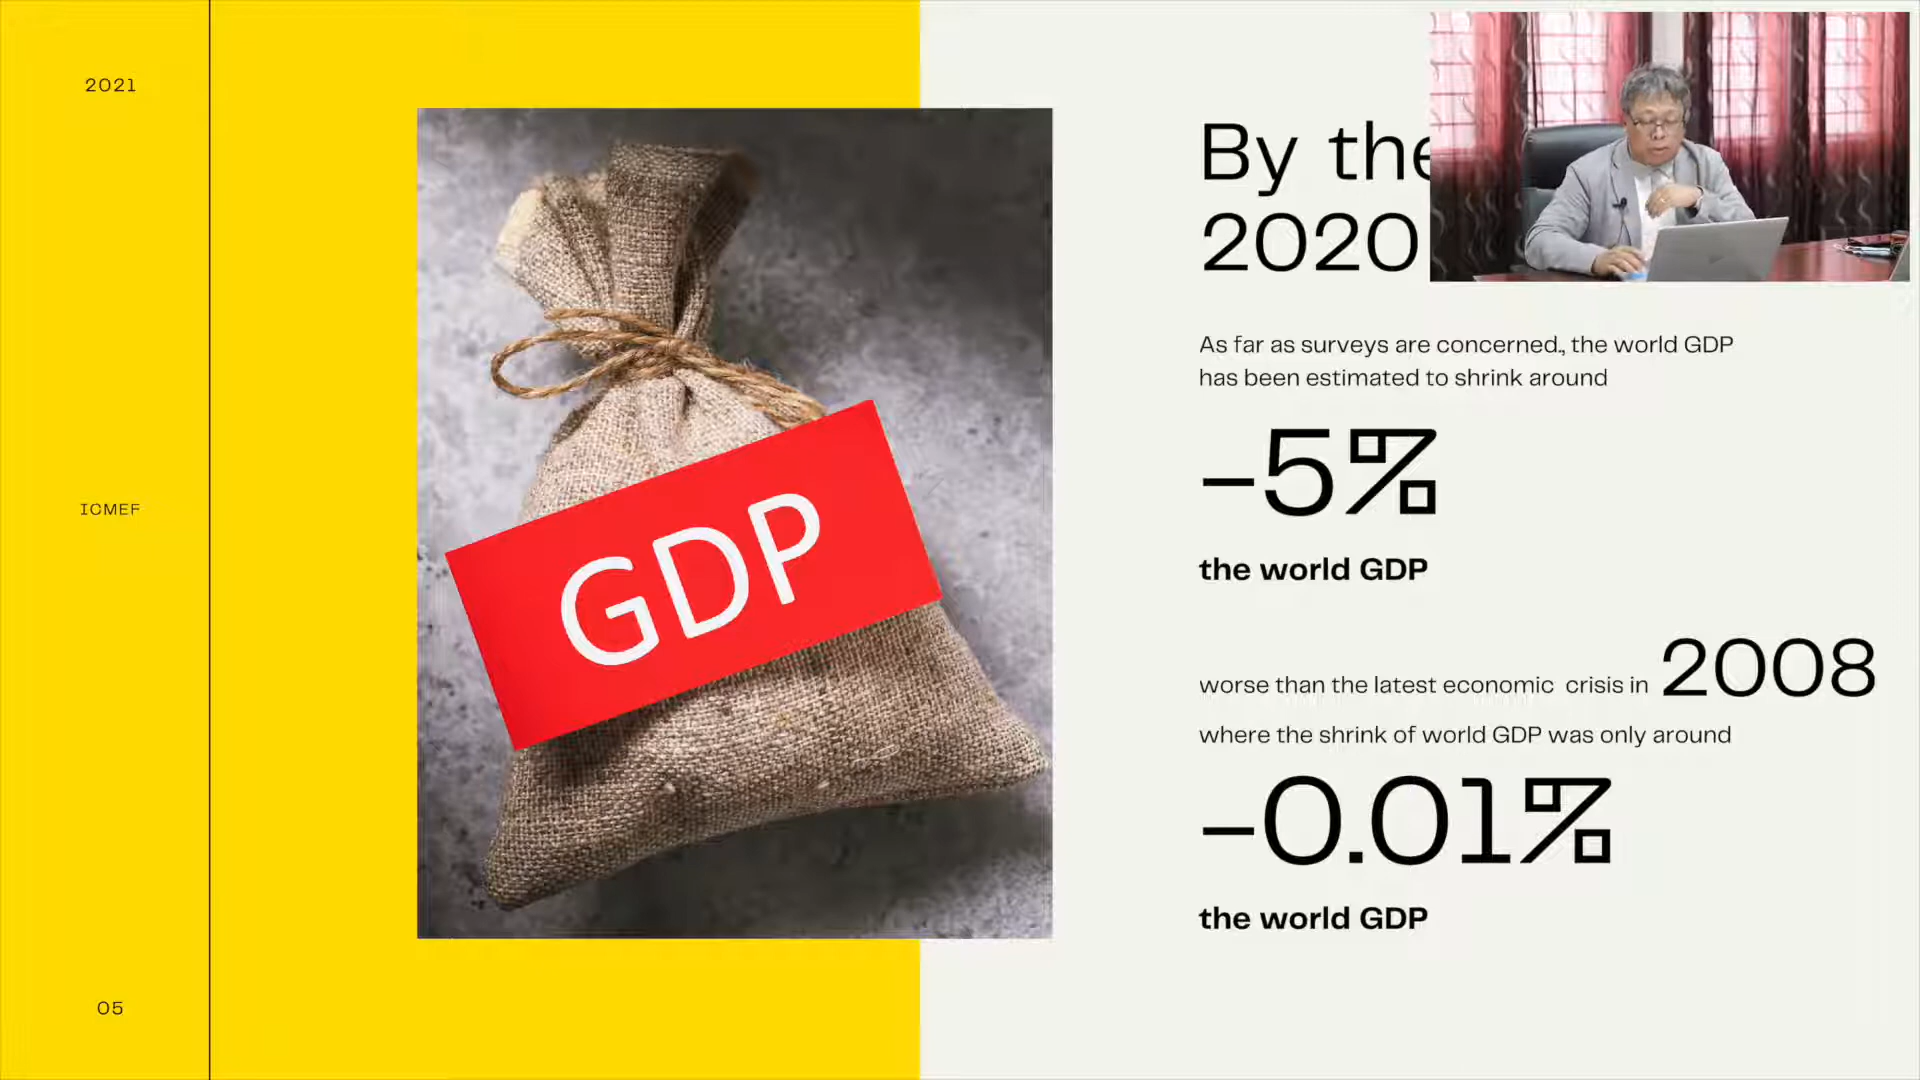 2021
ICMEF
05
GDP
By the
2020
As far as surveys are concerned., the world GDP
has been estimated to shrink around
-5%
the world GDP
worse than the latest economic crisis in 2008
where the shrink of world GDP was only around
-0.01%
the world GDP